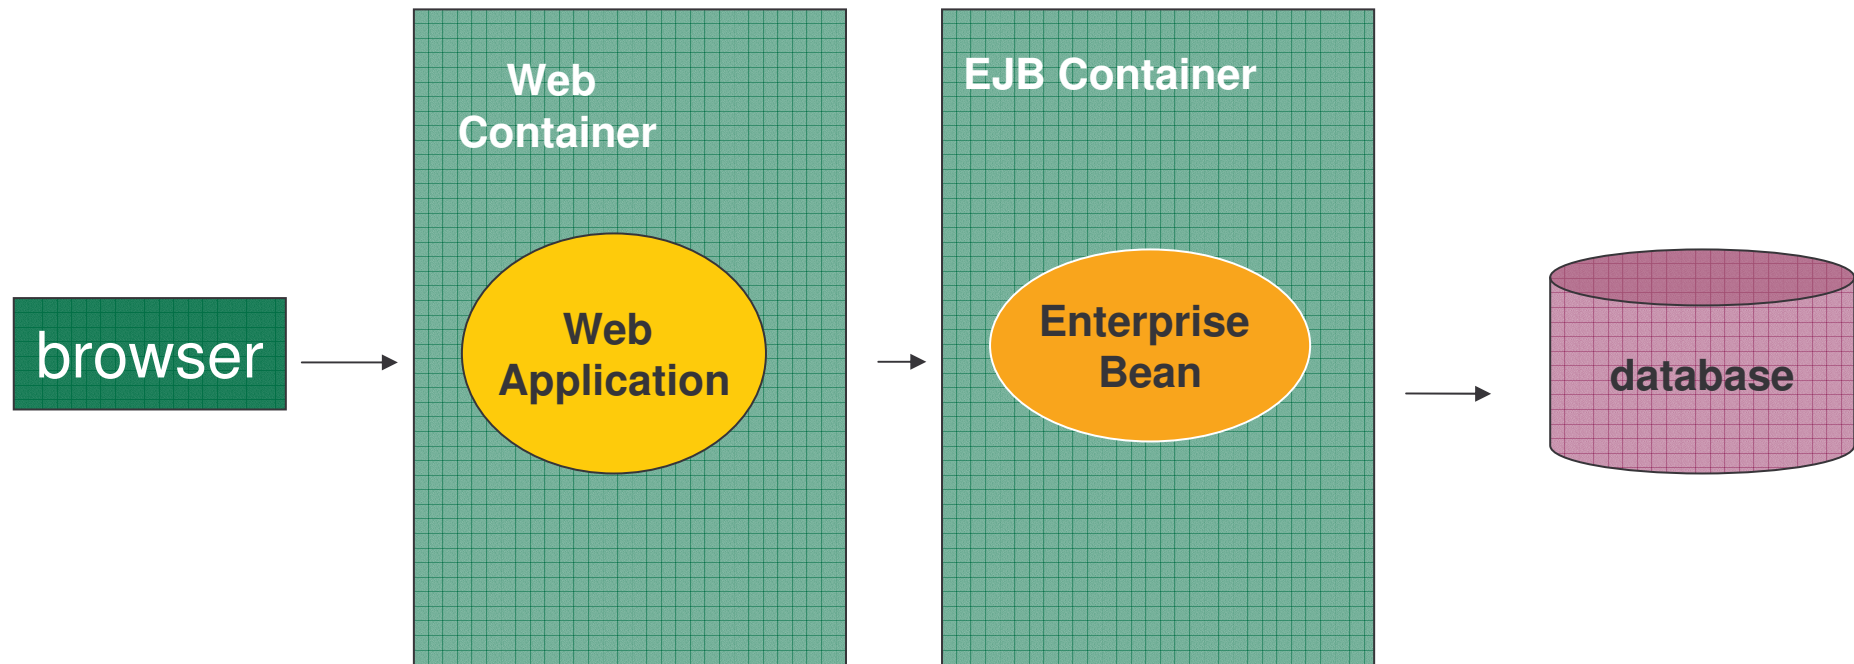 Web
Container
EJB Container
browser
Web
Application
Enterprise
Bean
database